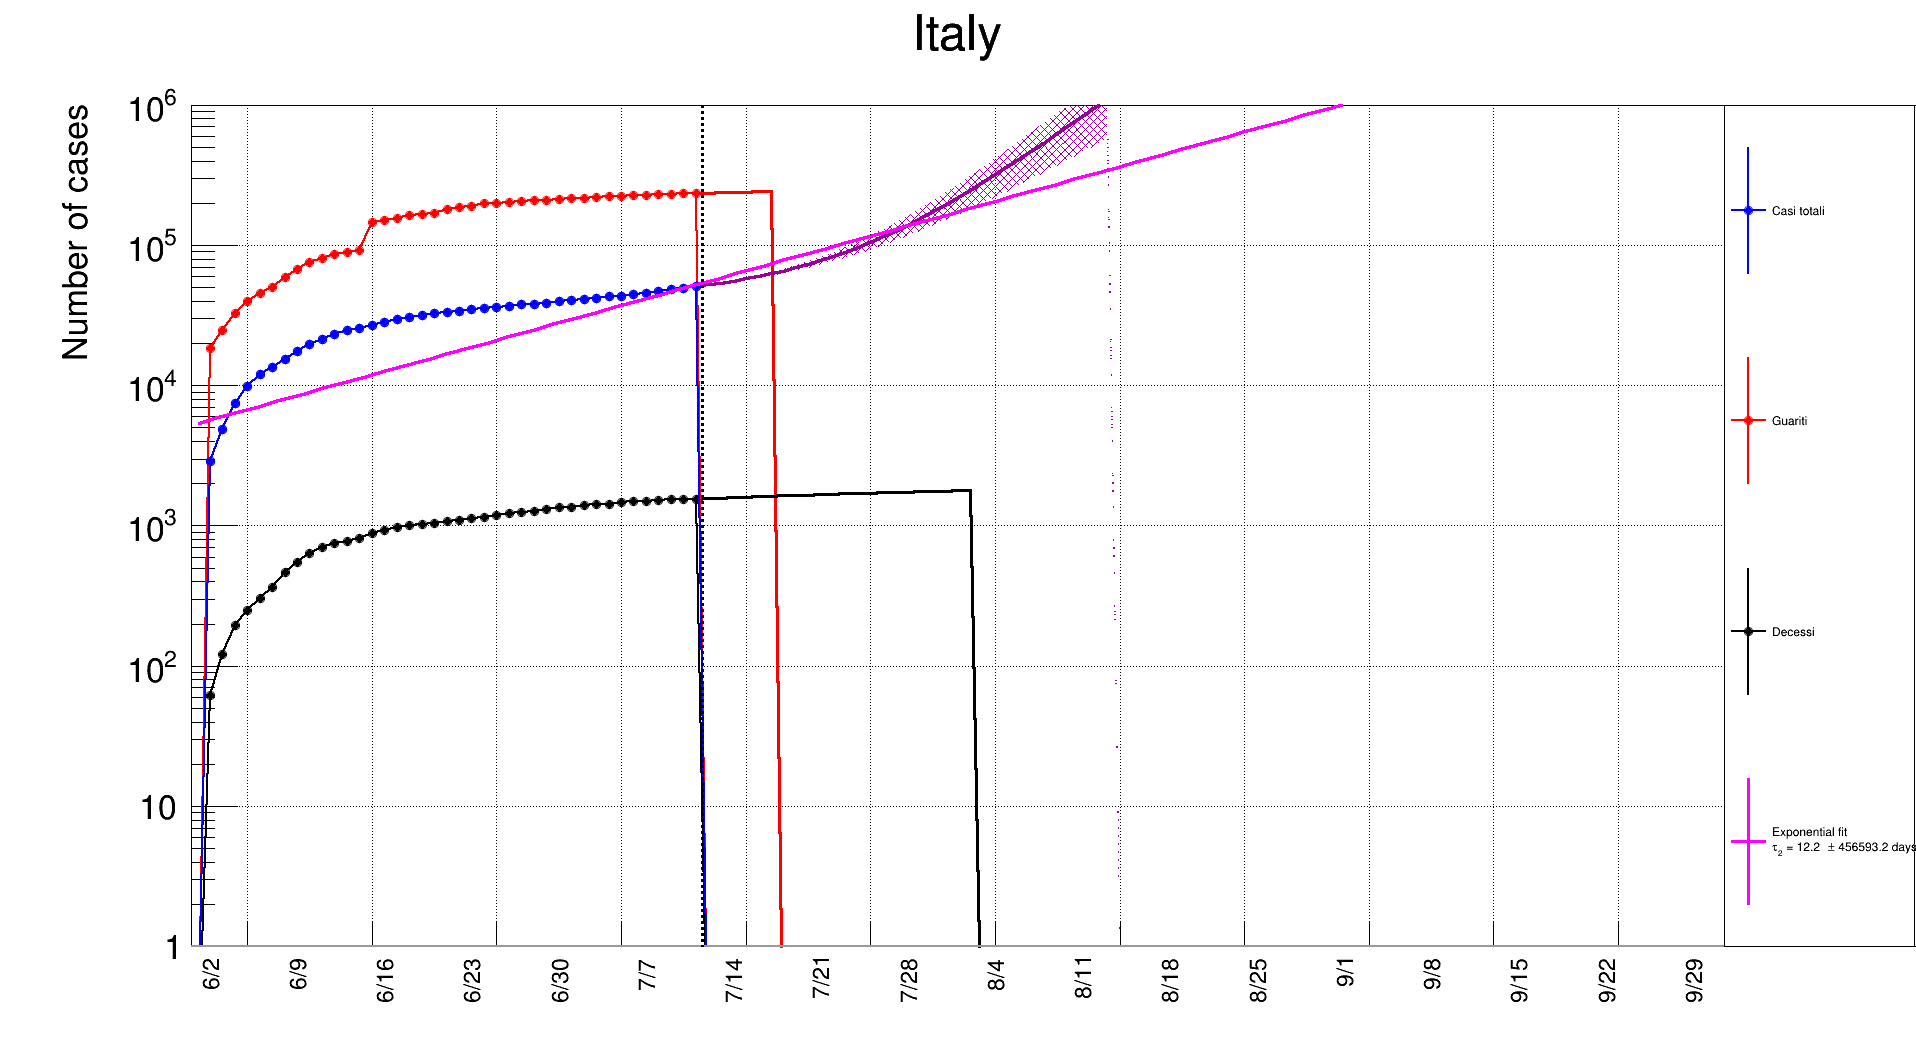 Italy
Number of cases
10^6
10^5
10^4
10^3
10^2
10
1
6/2 6/9 6/16 6/23 6/30 7/7 7/14 7/21 7/28 8/4 8/11 8/18 8/25 9/1 9/8 9/15 9/22 9/29
Casi totali
Guariti
Decessi
Exponential fit
τ_2 = 12.2 ± 456593.2 days